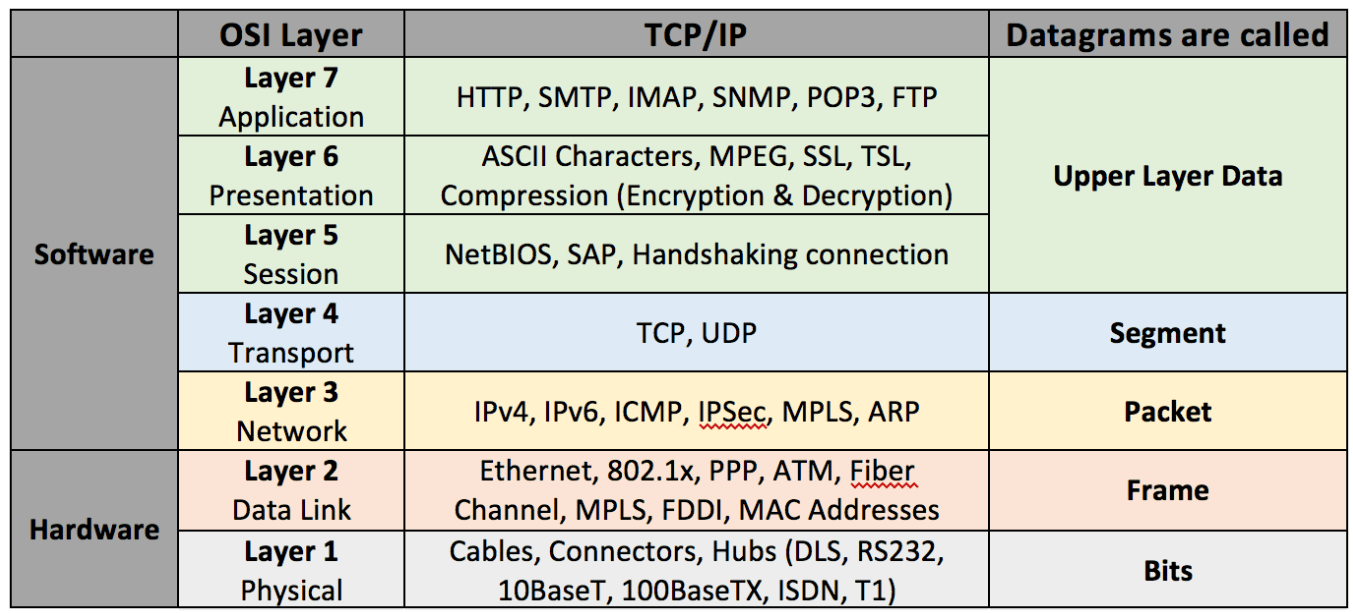 OSI Layer TCP/IP Datagrams are called
Software
Layer 7
Application
HTTP, SMTP, IMAP, SNMP, POP3, FTP
Upper Layer Data
Layer 6
Presentation
ASCII Characters, MPEG, SSL, TSL,
Compression (Encryption & Decryption)
Layer 5
Session
NetBIOS, SAP, Handshaking connection
Layer 4
Transport
TCP, UDP
Segment
Layer 3
Network
IPv4, IPv6, ICMP, IPSec, MPLS, ARP
Packet
Hardware
Layer 2
Data Link
Ethernet, 802.1x, PPP, ATM, Fiber
Channel, MPLS, FDDI, MAC Addresses
Frame
Layer 1
Physical
Cables, Connectors, Hubs (DLS, RS232,
10BaseT, 100BaseTX, ISDN, T1)
Bits